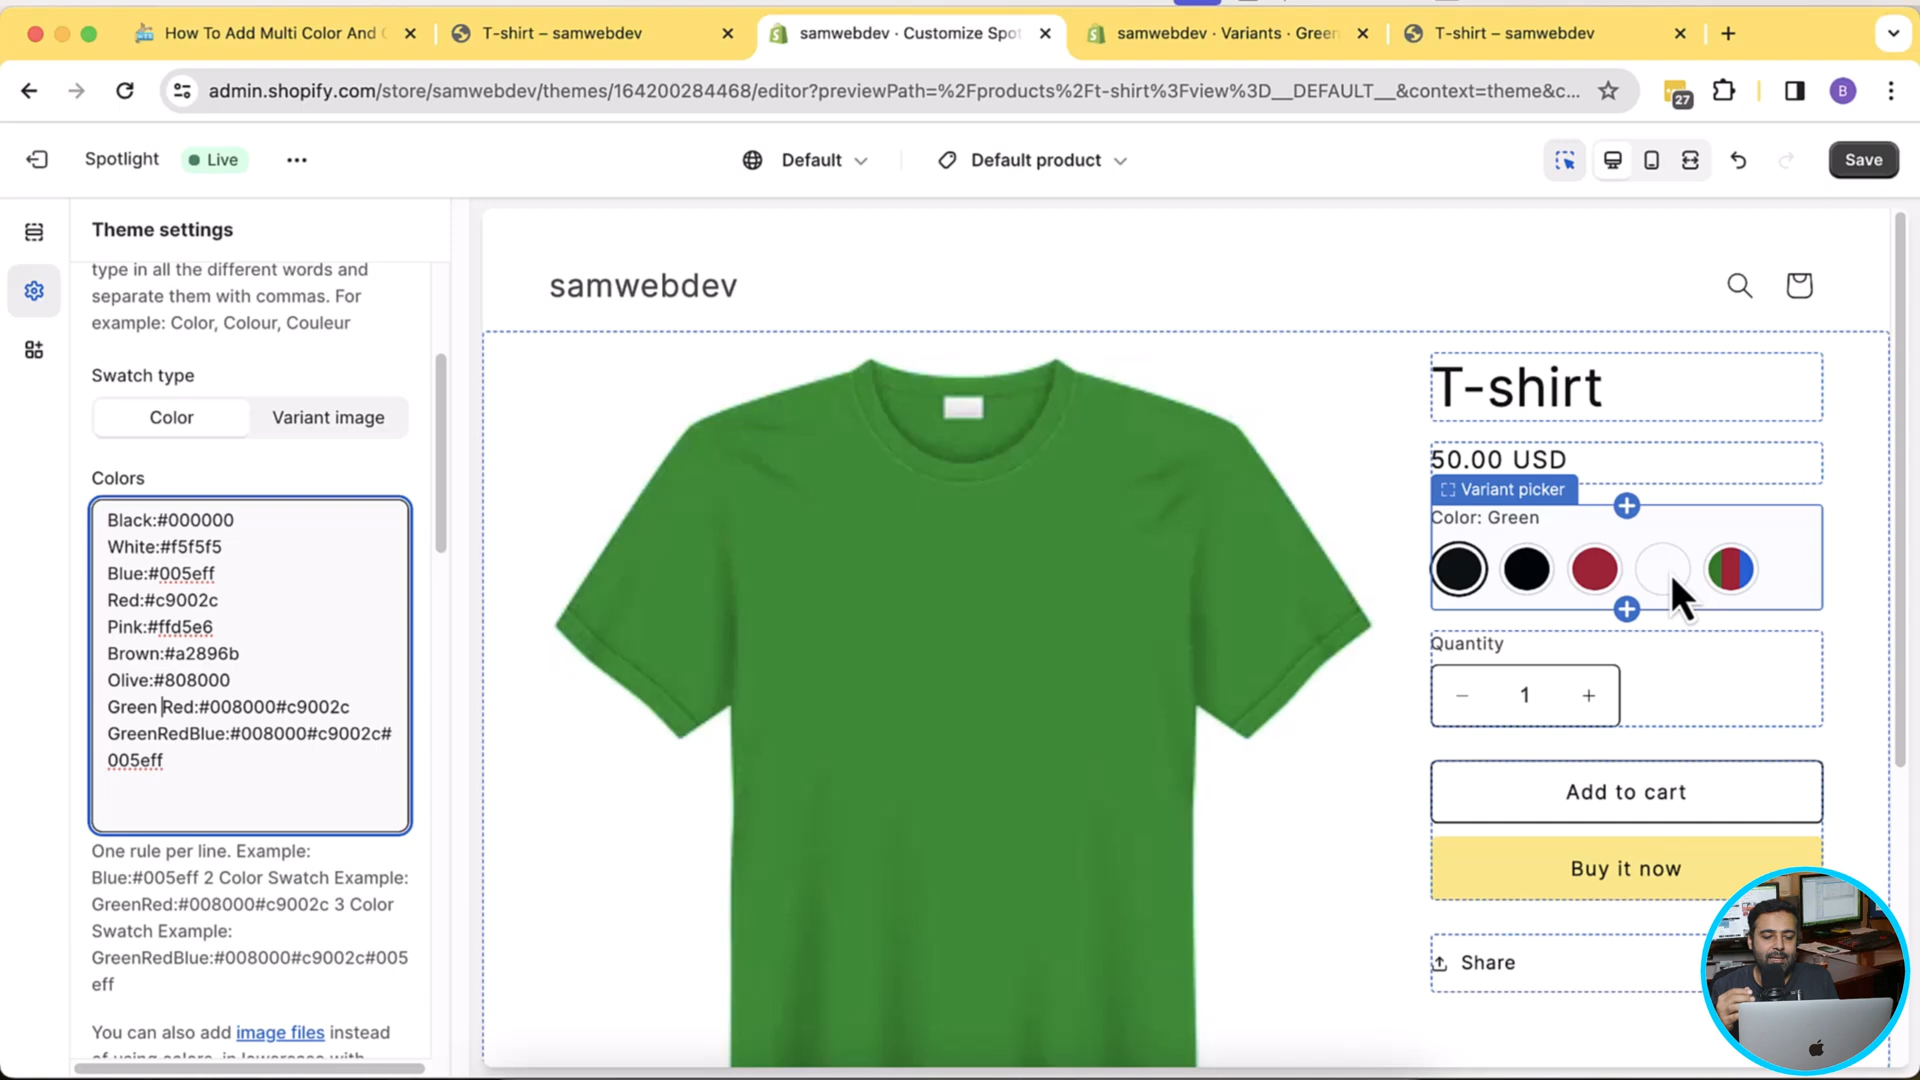 How To Add Multi Color And
T-shirt – samwebdev
samwebdev · Customize Spot
samwebdev · Variants · Green
T-shirt – samwebdev
admin.shopify.com/store/samwebdev/themes/164200284468/editor?previewPath=%2Fproducts%2Ft-shirt%3Fview%3D__DEFAULT__&context=theme&c...
27
B
Spotlight
Live
Default
Default product
Save
Theme settings
type in all the different words and
separate them with commas. For
example: Color, Colour, Couleur
Swatch type
Color
Variant image
Colors
Black:#000000
White:#f5f5f5
Blue:#005eff
Red:#c9002c
Pink:#ffd5e6
Brown:#a2896b
Olive:#808000
Green Red:#008000#c9002c
GreenRedBlue:#008000#c9002c#
005eff
One rule per line. Example:
Blue:#005eff 2 Color Swatch Example:
GreenRed:#008000#c9002c 3 Color
Swatch Example:
GreenRedBlue:#008000#c9002c#005
eff
You can also add image files instead
of using colors, in lowercase with
samwebdev
T-shirt
50.00 USD
Variant picker
Color: Green
Quantity
1
Add to cart
Buy it now
Share